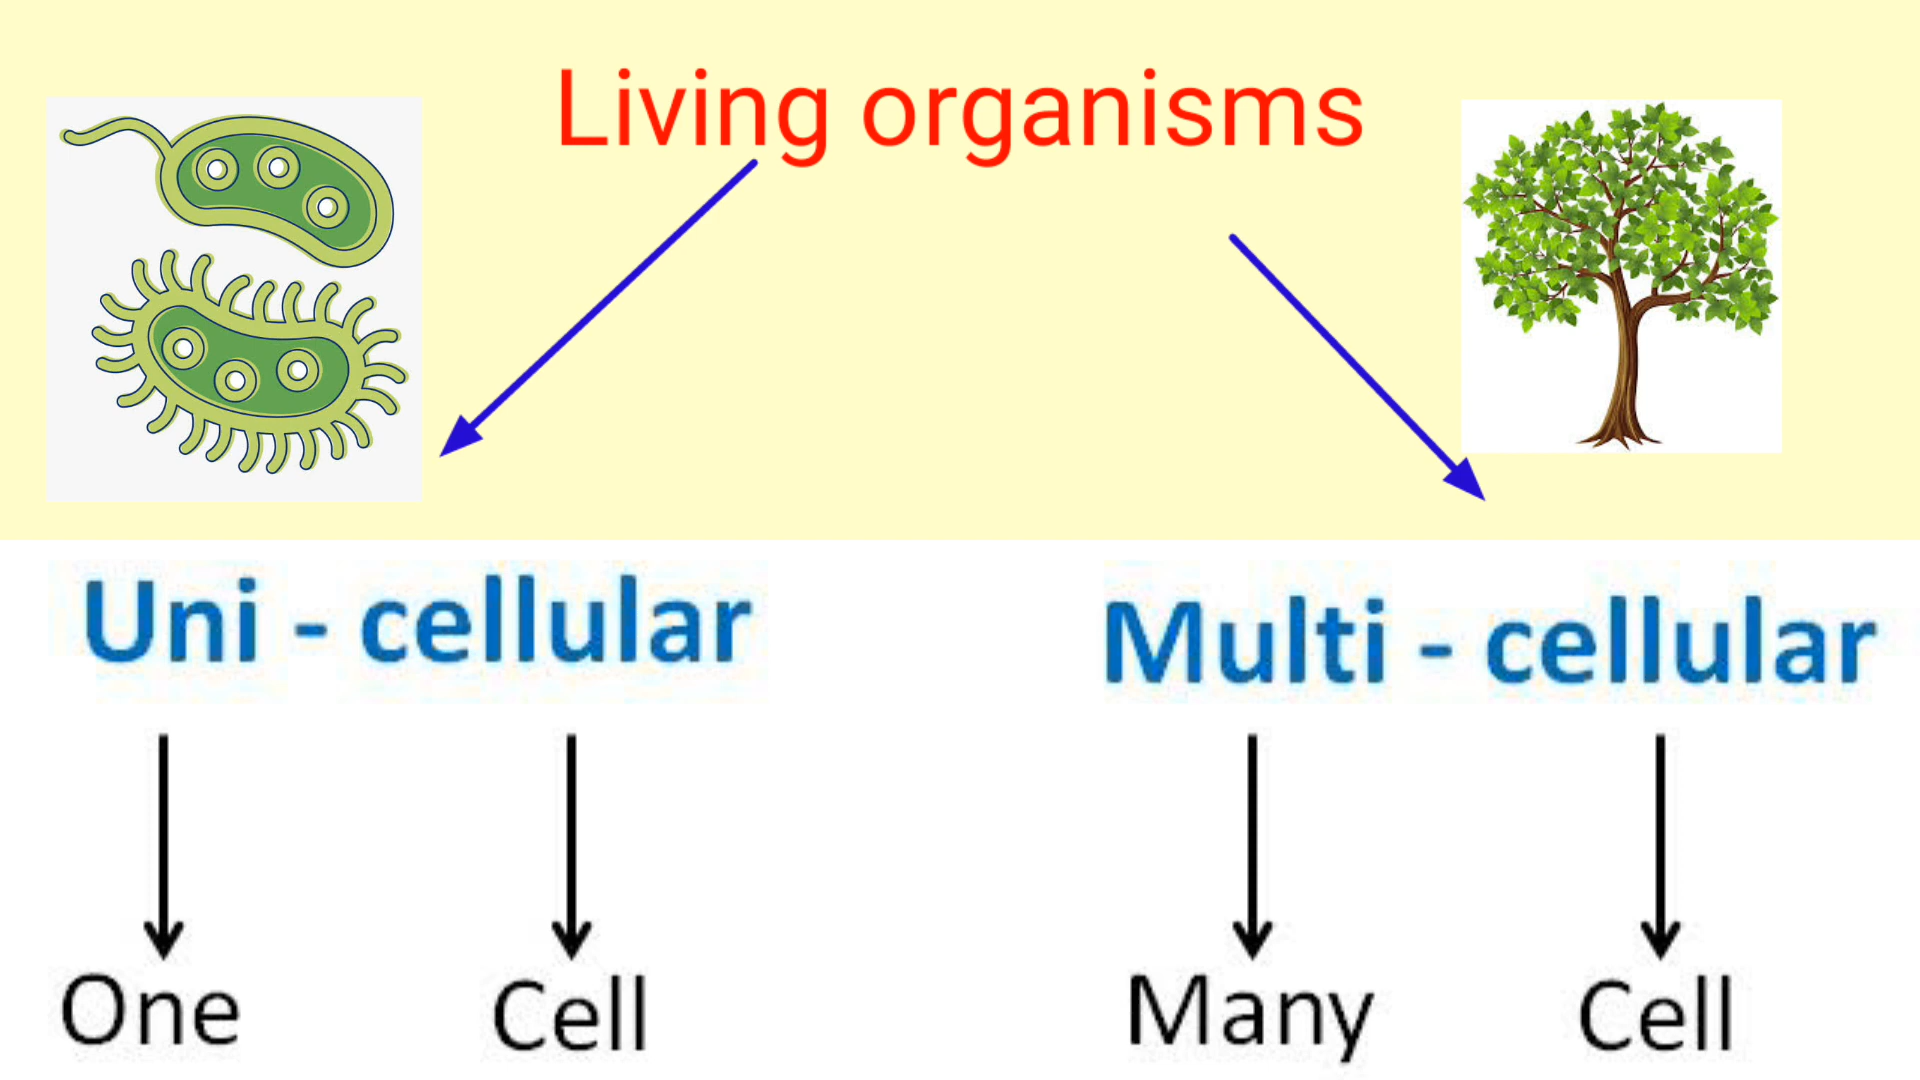 Living organisms
Uni - cellular
Multi - cellular
One
Cell
Many
Cell